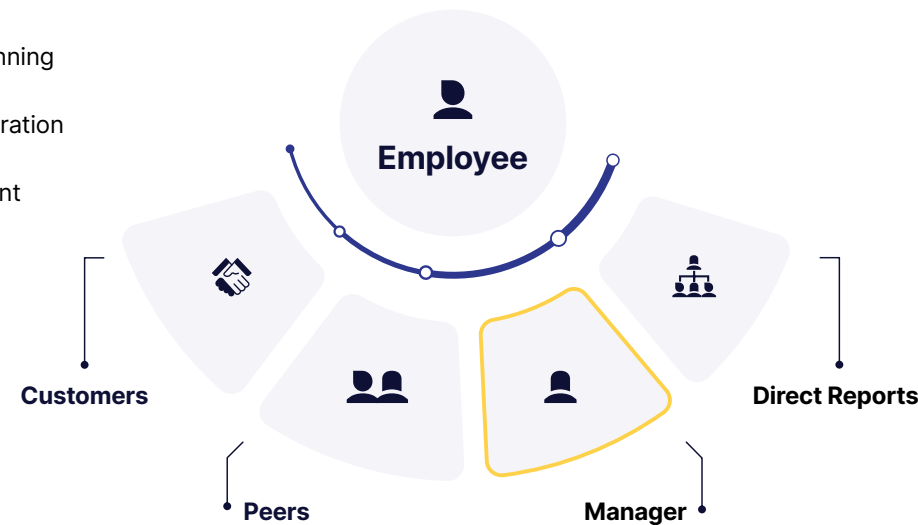 nning
ration
nt
Employee
Customers
Direct Reports
Peers
Manager